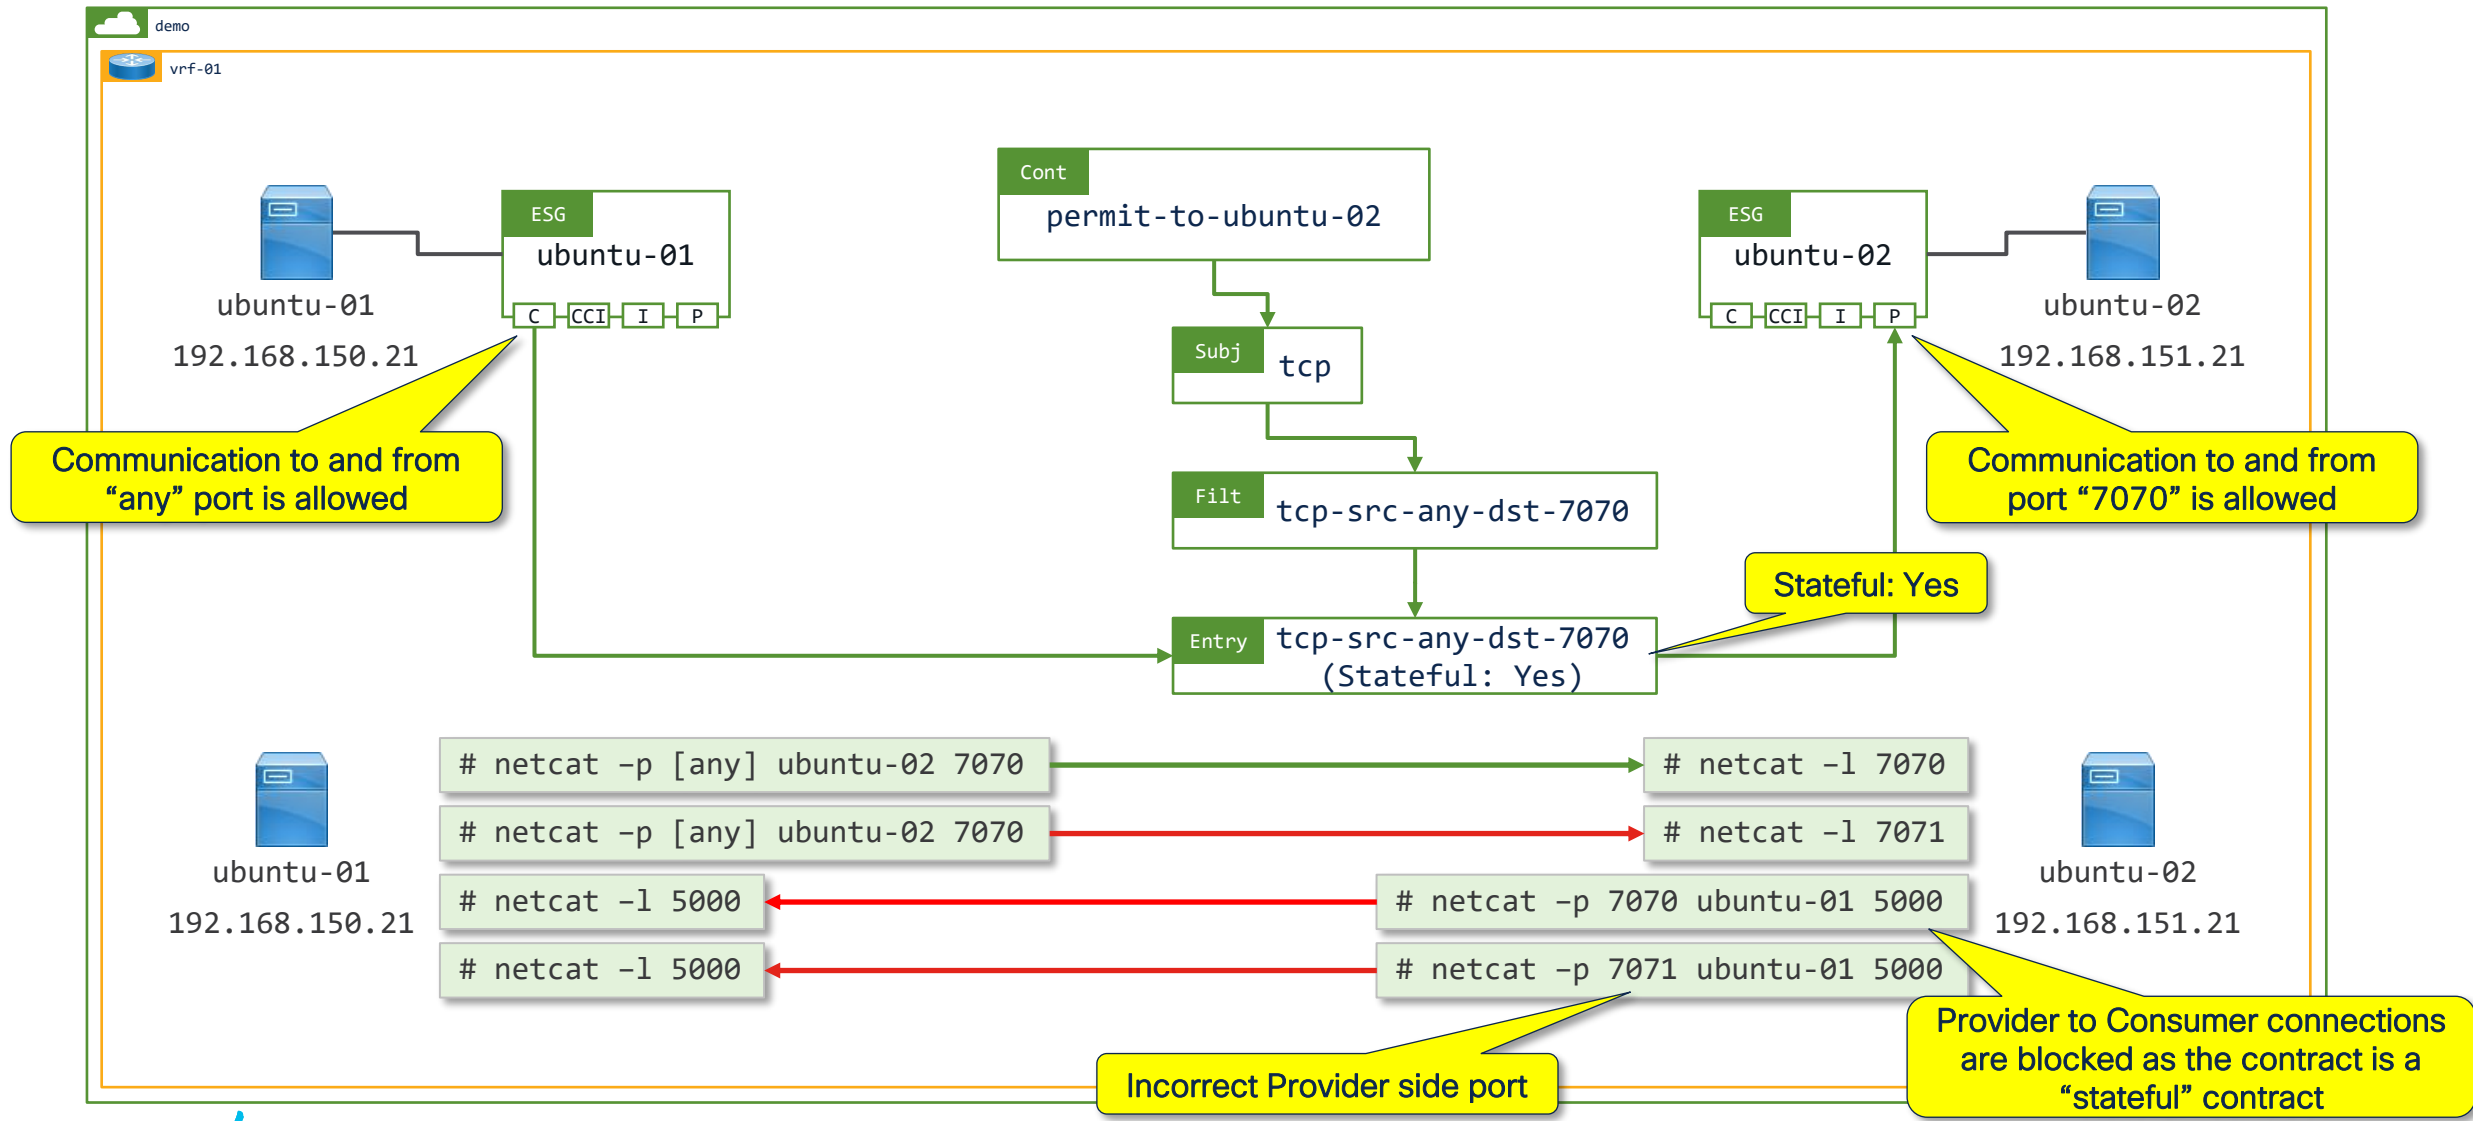 demo
vrf-01
ESG
ubuntu-01
C CCI I P
ubuntu-01
192.168.150.21
Cont
permit-to-ubuntu-02
Subj
tcp
Filt
tcp-src-any-dst-7070
Entry
tcp-src-any-dst-7070
(Stateful: Yes)
ESG
ubuntu-02
C CCI I P
ubuntu-02
192.168.151.21
Communication to and from
“any” port is allowed
Communication to and from
port “7070” is allowed
Stateful: Yes
ubuntu-01
192.168.150.21
# netcat –p [any] ubuntu-02 7070
# netcat –l 7070
# netcat –p [any] ubuntu-02 7070
# netcat –l 7071
# netcat –l 5000
# netcat –p 7070 ubuntu-01 5000
# netcat –l 5000
# netcat –p 7071 ubuntu-01 5000
ubuntu-02
192.168.151.21
Incorrect Provider side port
Provider to Consumer connections
are blocked as the contract is a
“stateful” contract